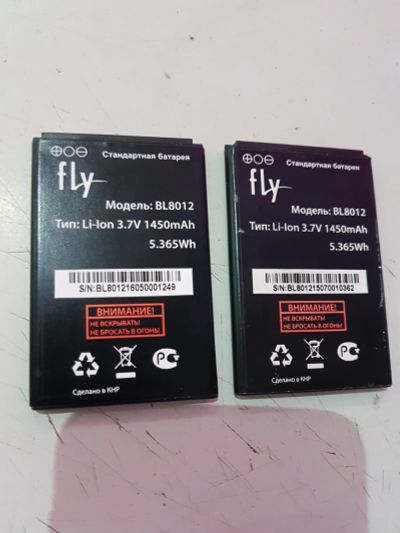 Стандартная батарея
fly
Модель: BL8012
Тип: Li-Ion 3.7V 1450mAh
5.365Wh
S/N:BL801216050001249
ВНИМАНИЕ!
НЕ ВСКРЫВАТЬ!
НЕ БРОСАТЬ В ОГОНЬ!
Сделано в КНР
Стандартная батарея
fly
Модель: BL8012
Тип: Li-Ion 3.7V 1450mAh
5.365Wh
S/N:BL801215070010362
ВНИМАНИЕ!
НЕ ВСКРЫВАТЬ!
НЕ БРОСАТЬ В ОГОНЬ!
Сделано в КНР